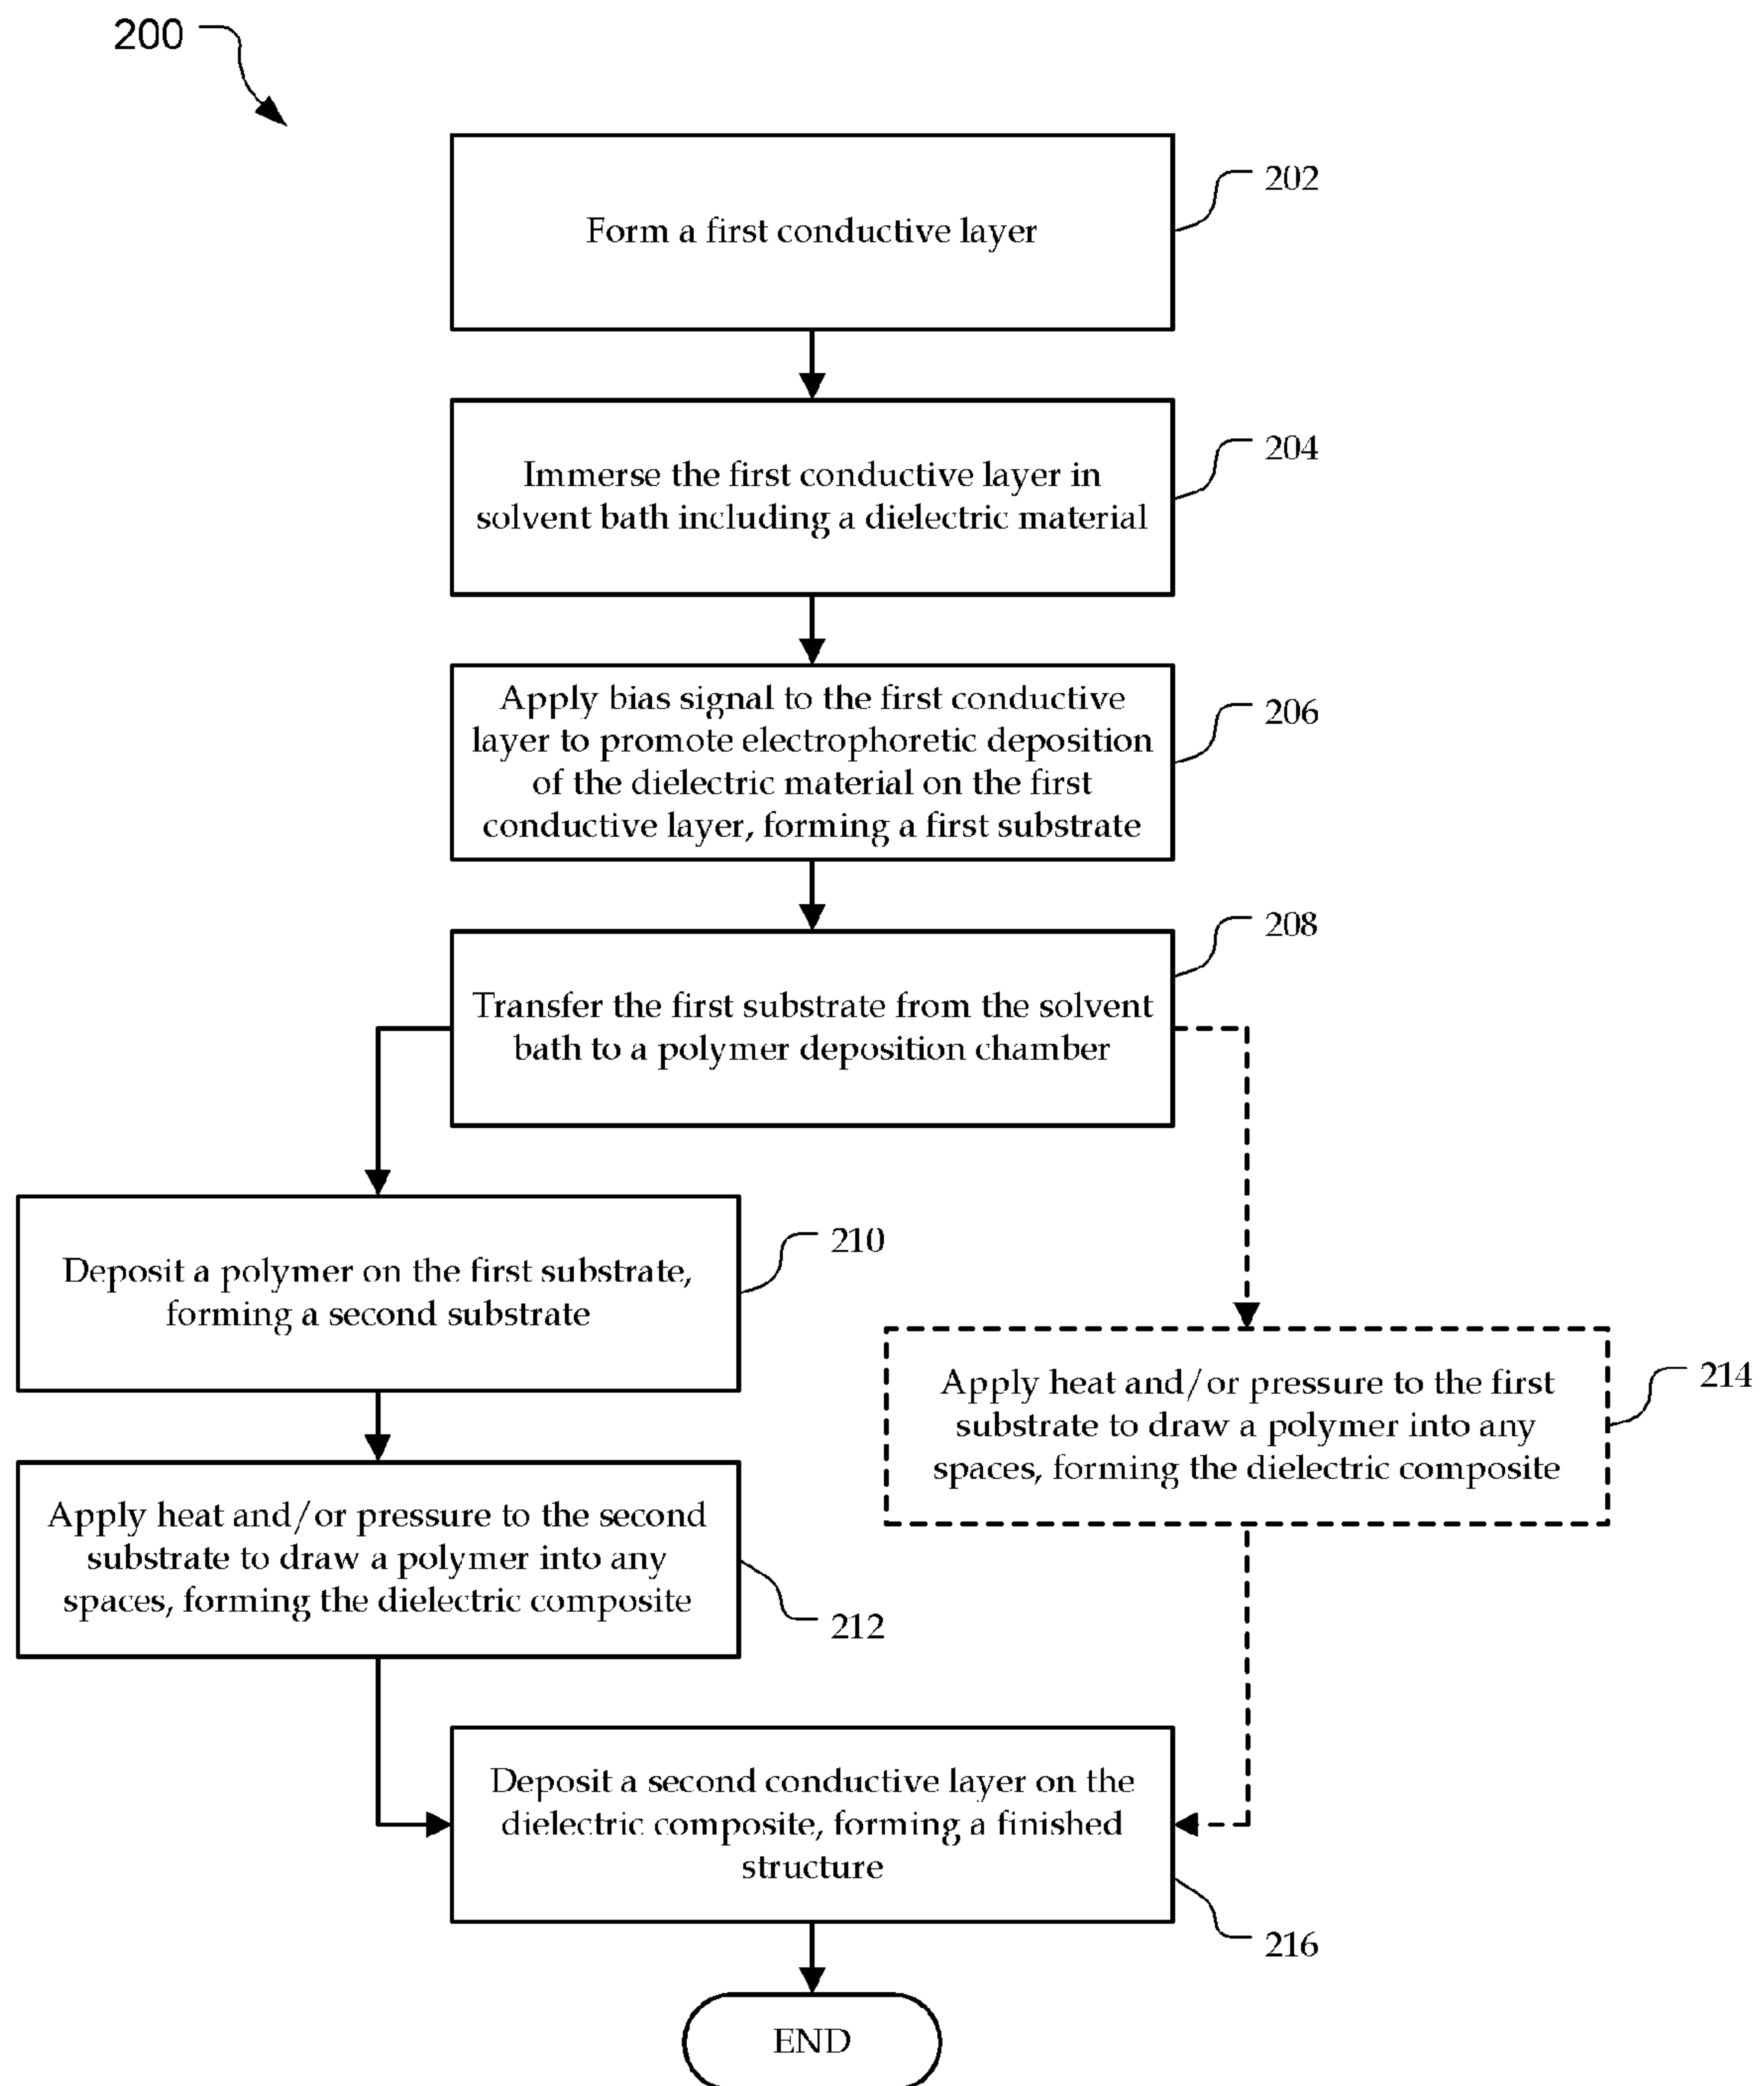 200
Form a first conductive layer
202
Immerse the first conductive layer in
solvent bath including a dielectric material
204
Apply bias signal to the first conductive
layer to promote electrophoretic deposition
of the dielectric material on the first
conductive layer, forming a first substrate
206
Transfer the first substrate from the solvent
bath to a polymer deposition chamber
208
Deposit a polymer on the first substrate,
forming a second substrate
210
Apply heat and/or pressure to the second
substrate to draw a polymer into any
spaces, forming the dielectric composite
212
Apply heat and/or pressure to the first
substrate to draw a polymer into any
spaces, forming the dielectric composite
214
Deposit a second conductive layer on the
dielectric composite, forming a finished
structure
216
END